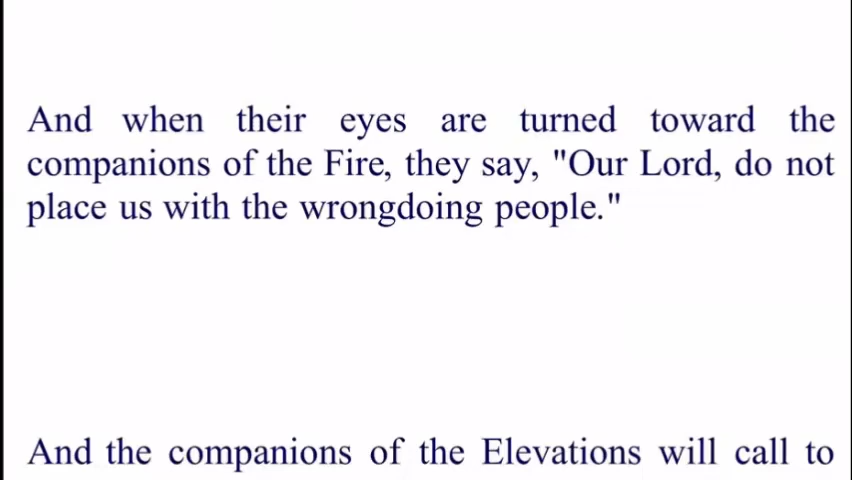 And when their eyes are turned toward the
companions of the Fire, they say, "Our Lord, do not
place us with the wrongdoing people."
And the companions of the Elevations will call to